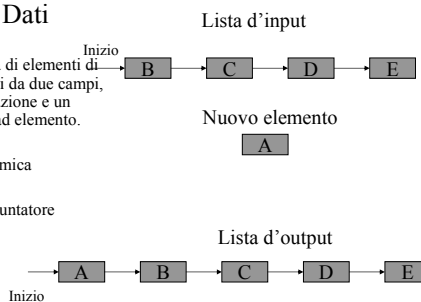 Dati
Lista d’input
Inizio
di elementi di
B C D E
i da due campi,
zione e un
ad elemento.
Nuovo elemento
A
mica
untatore
Lista d’output
A B C D E
Inizio